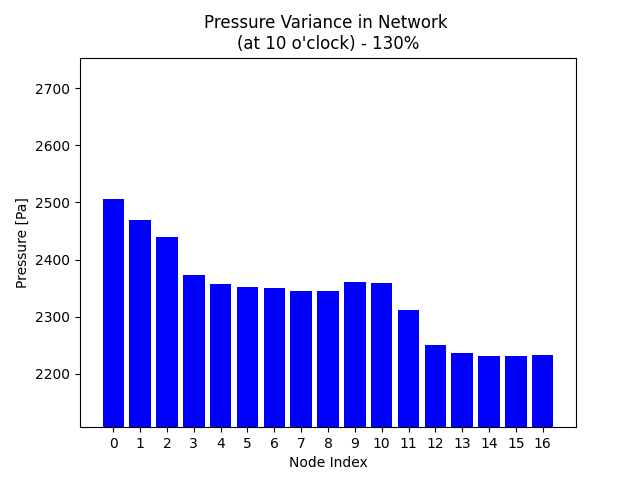 Pressure Variance in Network
(at 10 o'clock) - 130%
2700
2600
2500
2400
2300
2200
Pressure [Pa]
0 1 2 3 4 5 6 7 8 9 10 11 12 13 14 15 16
Node Index